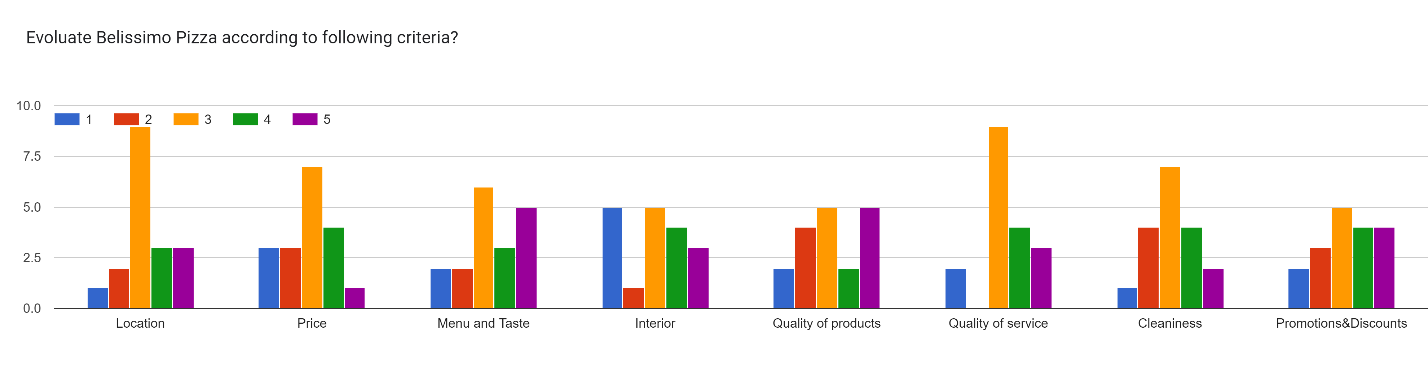 Evoluate Belissimo Pizza according to following criteria?
10.0
1 2 3 4 5
7.5
5.0
2.5
0.0
Location Price Menu and Taste Interior Quality of products Quality of service Cleaniness Promotions&Discounts